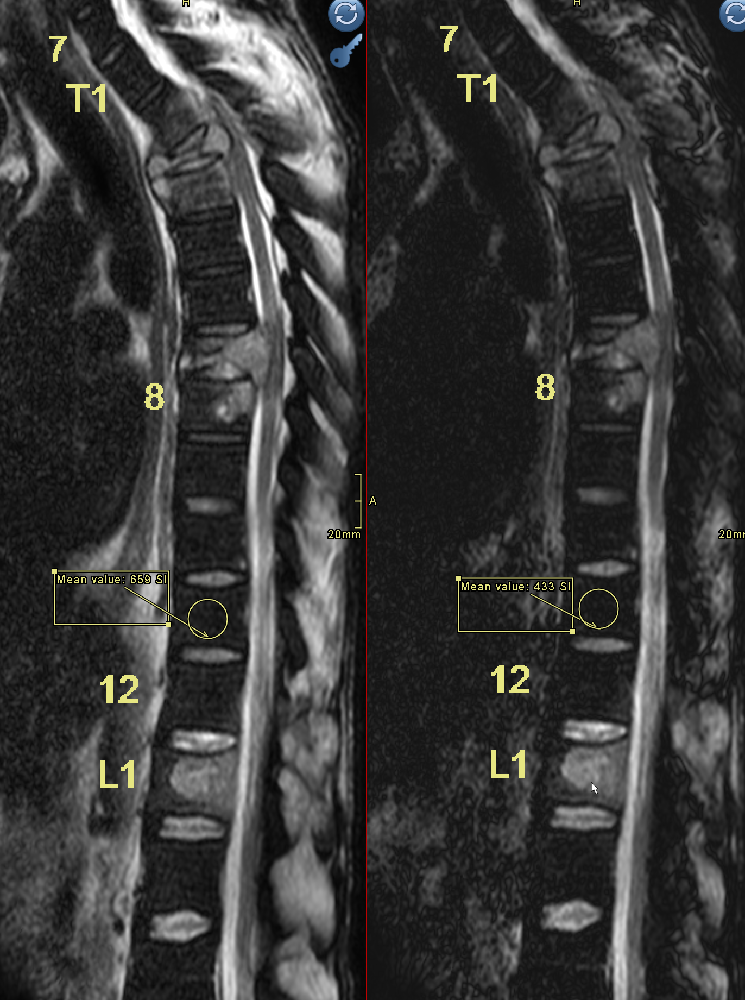 H
7
T1
8
A
20mm
Mean value: 659 SI
12
L1
H
7
T1
8
20mm
Mean value: 433 SI
12
L1